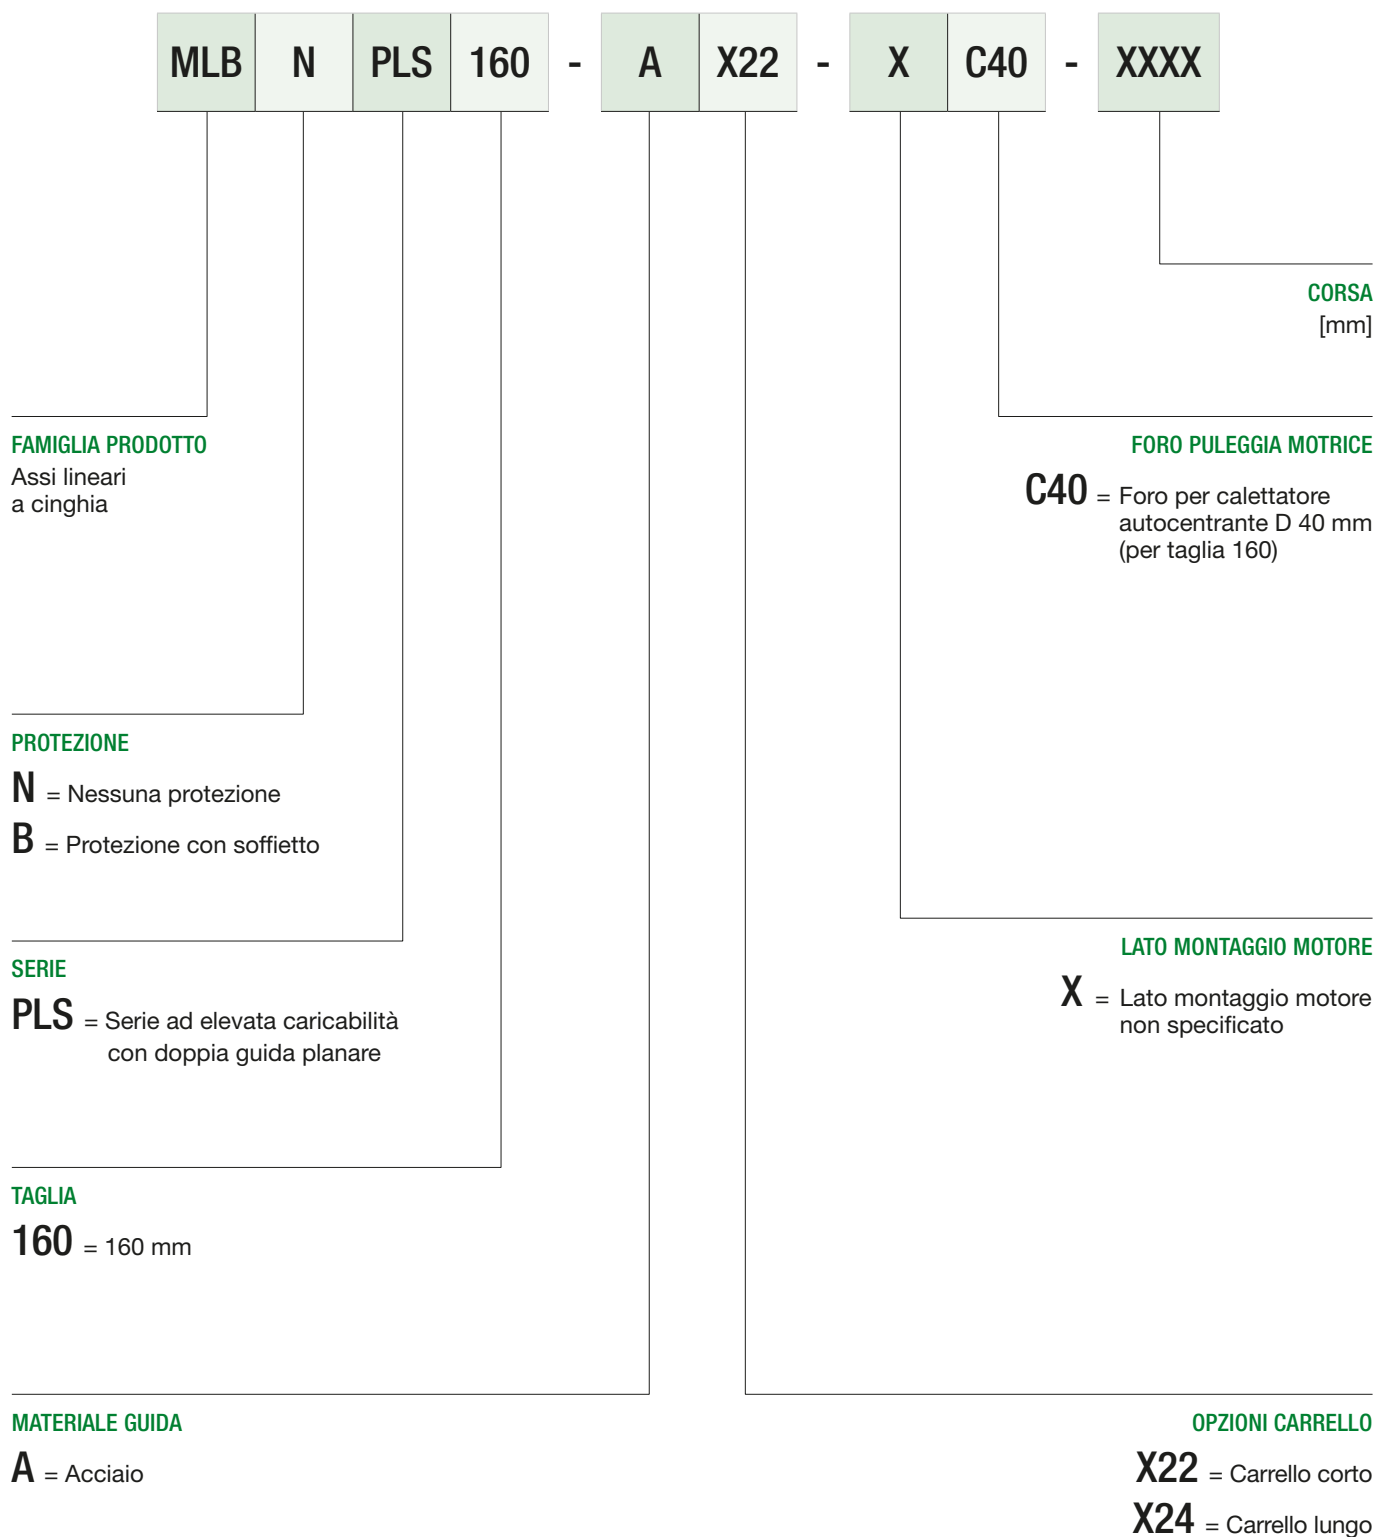 MLB N PLS 160 - A X22 - X C40 - XXXX
CORSA
[mm]
FAMIGLIA PRODOTTO
Assi lineari
a cinghia
FORO PULEGGIA MOTRICE
C40 = Foro per calettatore
autocentrante D 40 mm
(per taglia 160)
PROTEZIONE
N = Nessuna protezione
B = Protezione con soffietto
LATO MONTAGGIO MOTORE
X = Lato montaggio motore
non specificato
SERIE
PLS = Serie ad elevata caricabilità
con doppia guida planare
TAGLIA
160 = 160 mm
MATERIALE GUIDA
A = Acciaio
OPZIONI CARRELLO
X22 = Carrello corto
X24 = Carrello lungo